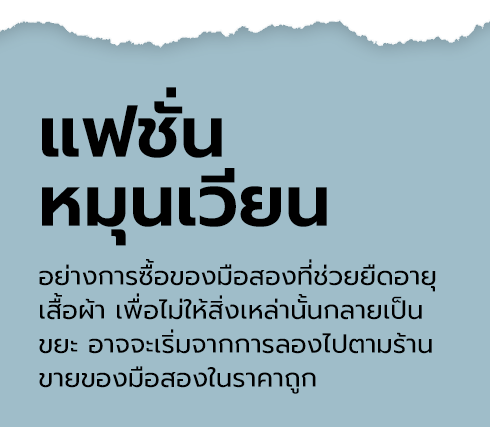 แฟชั่น
หมุนเวียน
อย่างการซื้อของมือสองที่ช่วยยืดอายุ
เสื้อผ้า เพื่อไม่ให้สิ่งเหล่านั้นกลายเป็น
ขยะ อาจจะเริ่มจากการลองไปตามร้าน
ขายของมือสองในราคาถูก